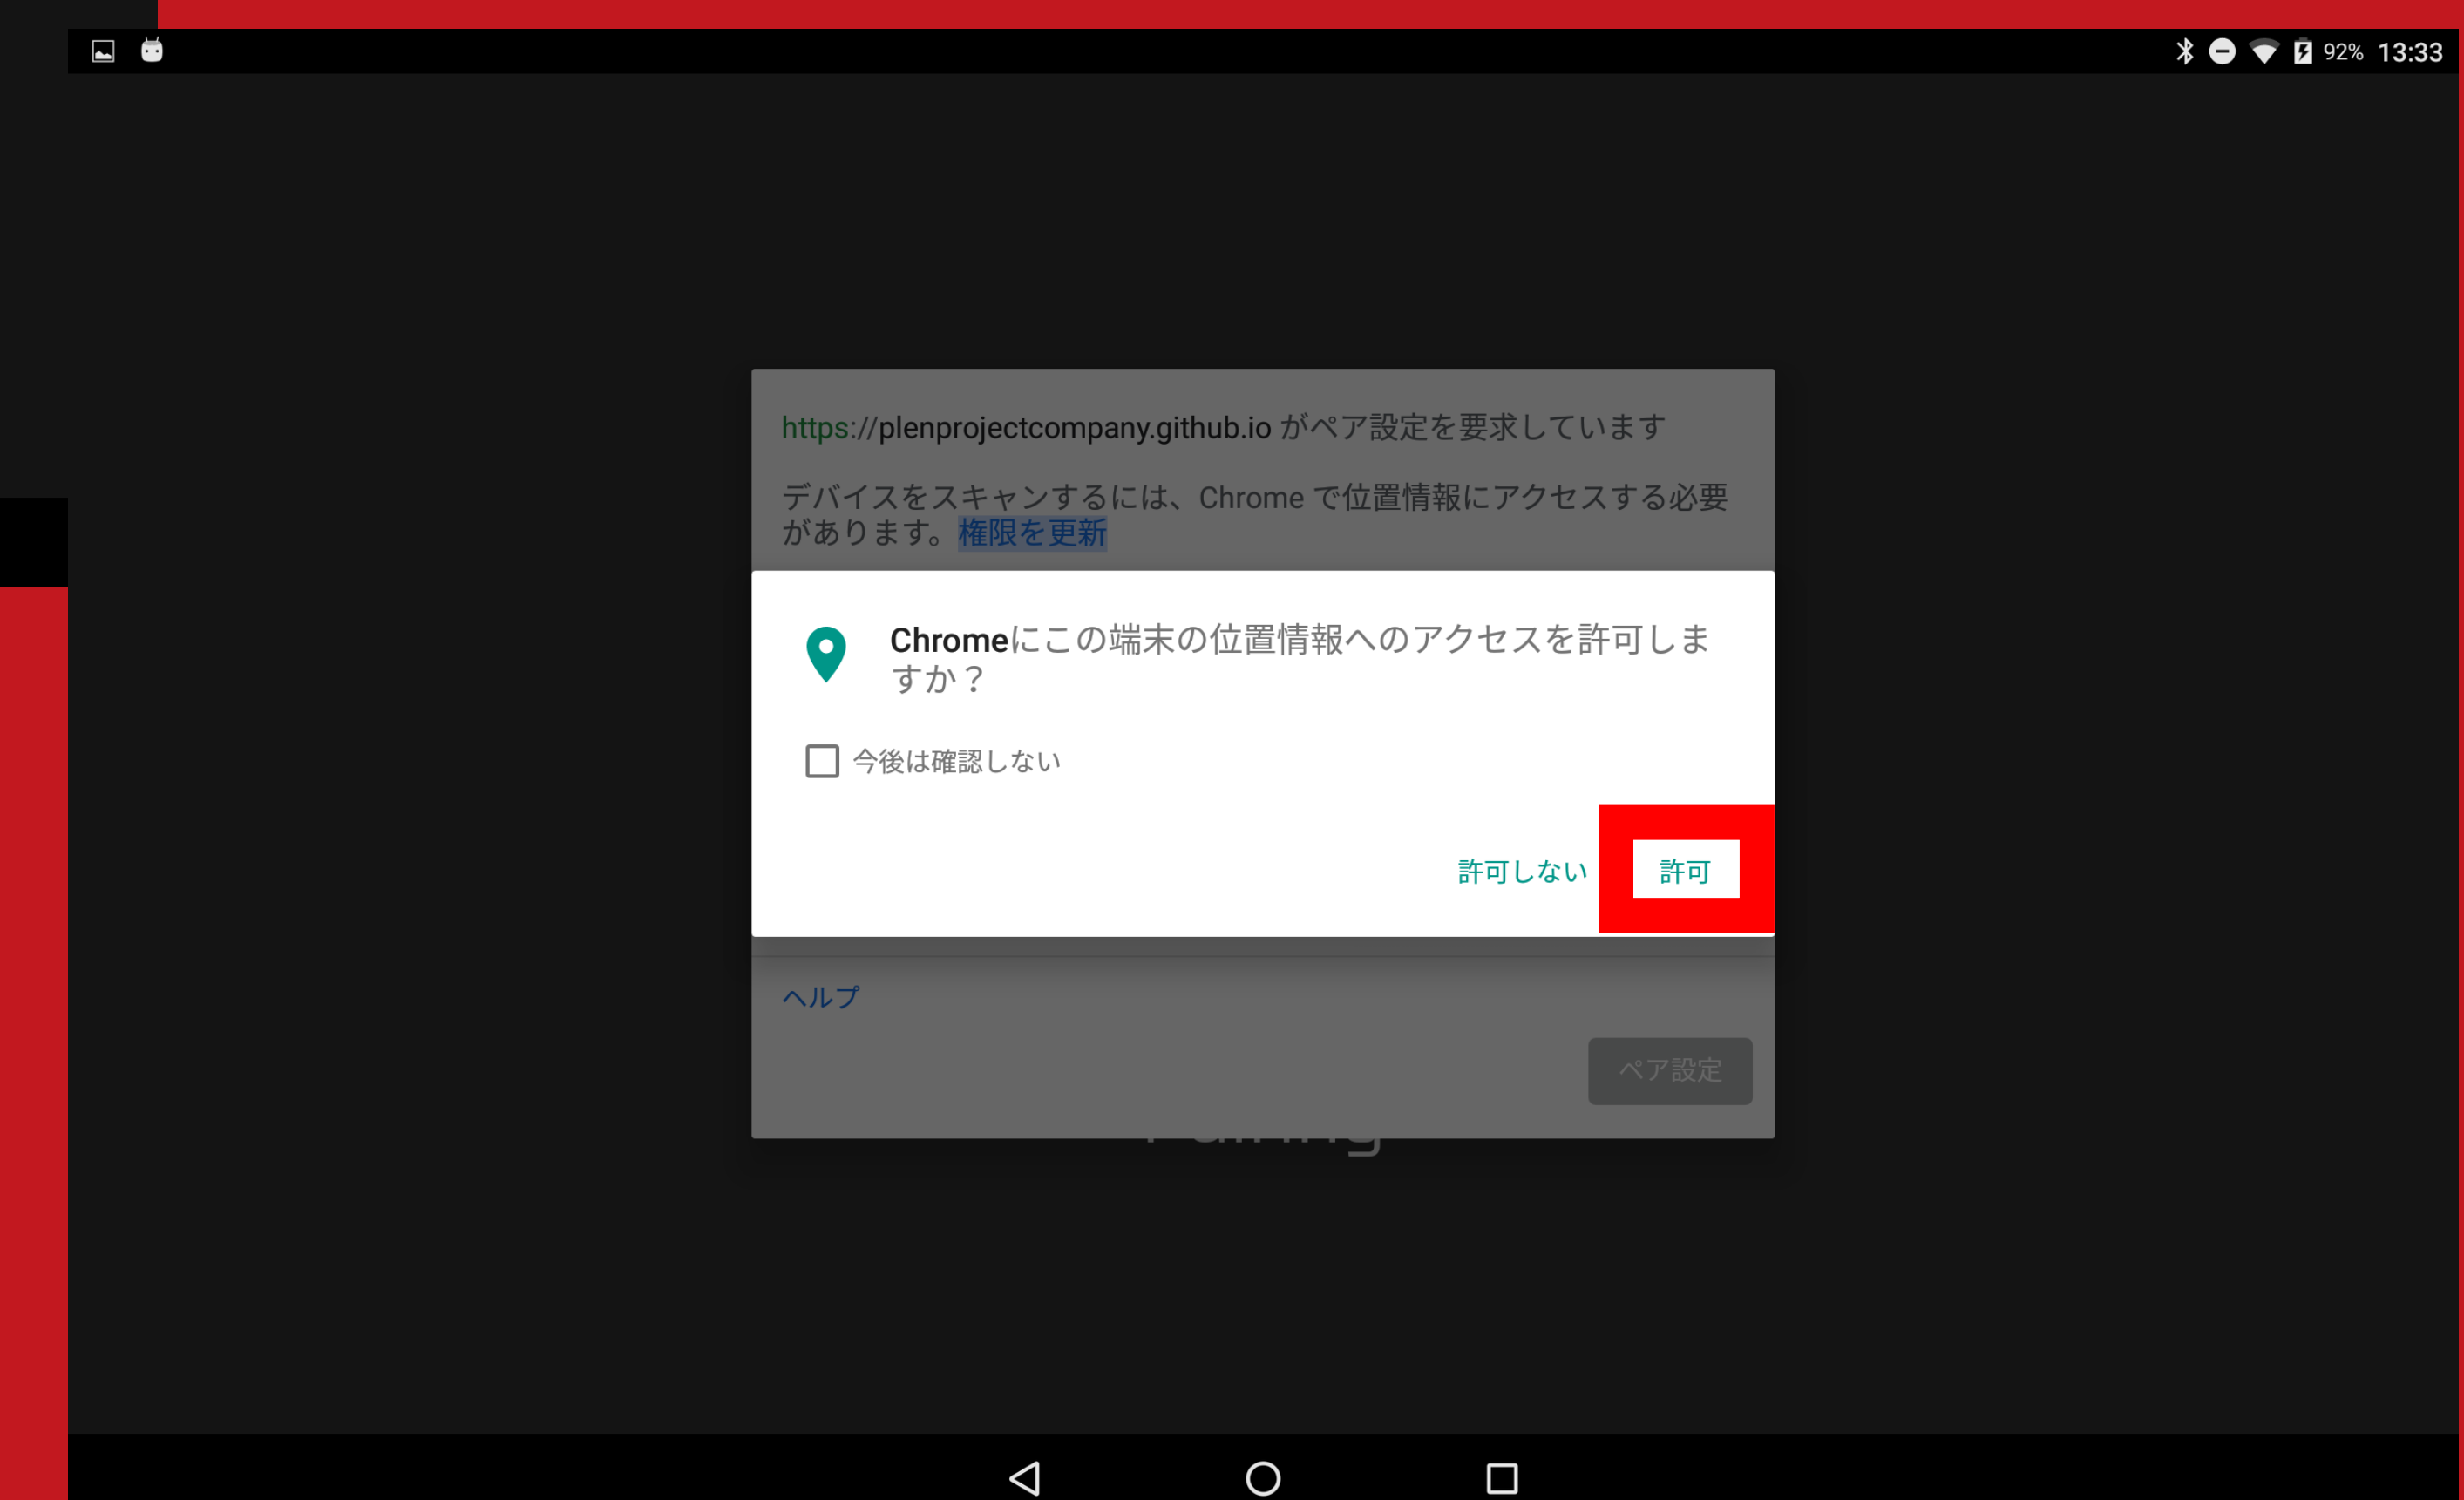 92% 13:33
https://plenprojectcompany.github.io がペア設定を要求しています
デバイスをスキャンするには、Chrome で位置情報にアクセスする必要
があります。権限を更新
Chromeにこの端末の位置情報へのアクセスを許可しま
すか？
今後は確認しない
許可しない 許可
ヘルプ
ペア設定